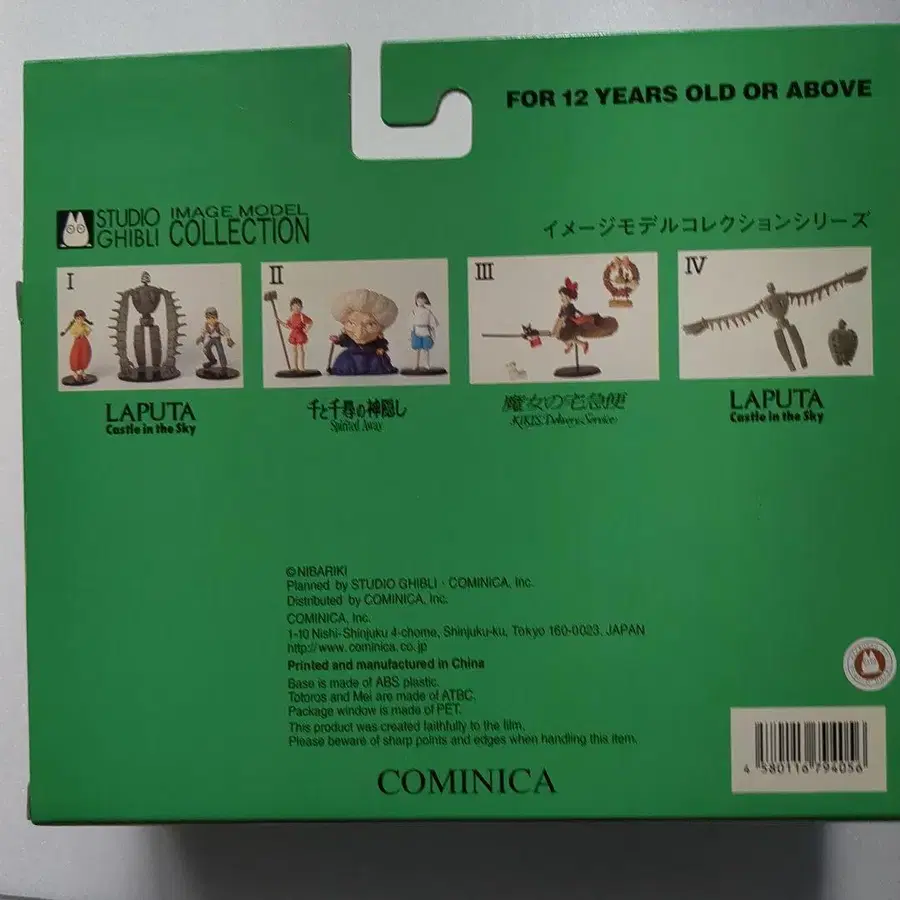 FOR 12 YEARS OLD OR ABOVE
STUDIO GHIBLI
IMAGE MODEL COLLECTION
イメージモデルコレクションシリーズ
I
II
III
IV
LAPUTA
Castle in the Sky
千と千尋の神隠し
Spirited Away
魔女の宅急便
KIKI'S Delivery Service
LAPUTA
Castle in the Sky
©NIBARIKI
Planned by STUDIO GHIBLI · COMINICA, Inc.
Distributed by COMINICA, Inc.
COMINICA, Inc.
1-10 Nishi-Shinjuku 4-chome, Shinjuku-ku, Tokyo 160-0023, JAPAN
http://www.cominica.co.jp
Printed and manufactured in China
Base is made of ABS plastic.
Totoros and Mei are made of ATBC.
Package window is made of PET.
This product was created faithfully to the film.
Please beware of sharp points and edges when handling this item.
COMINICA
4 580116 794056